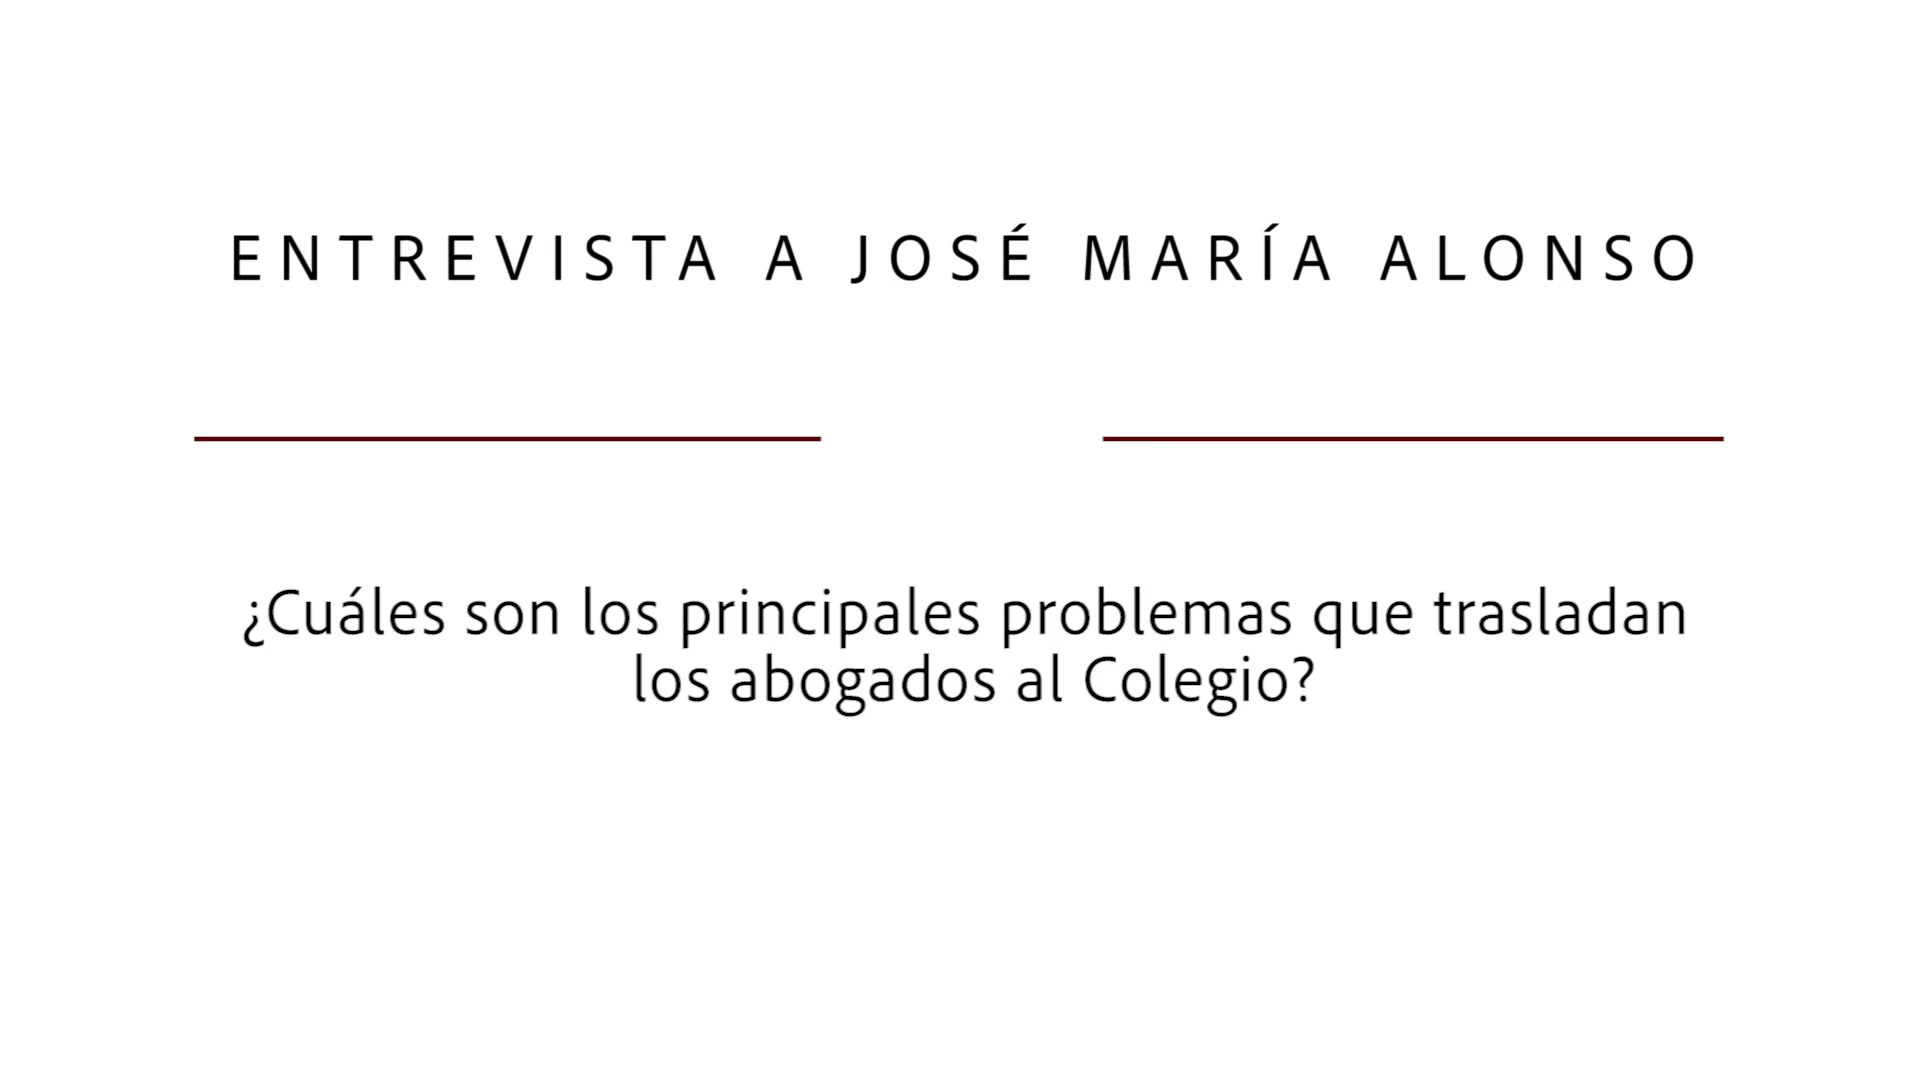 ENTREVISTA A JOSÉ MARÍA ALONSO
¿Cuáles son los principales problemas que trasladan
los abogados al Colegio?